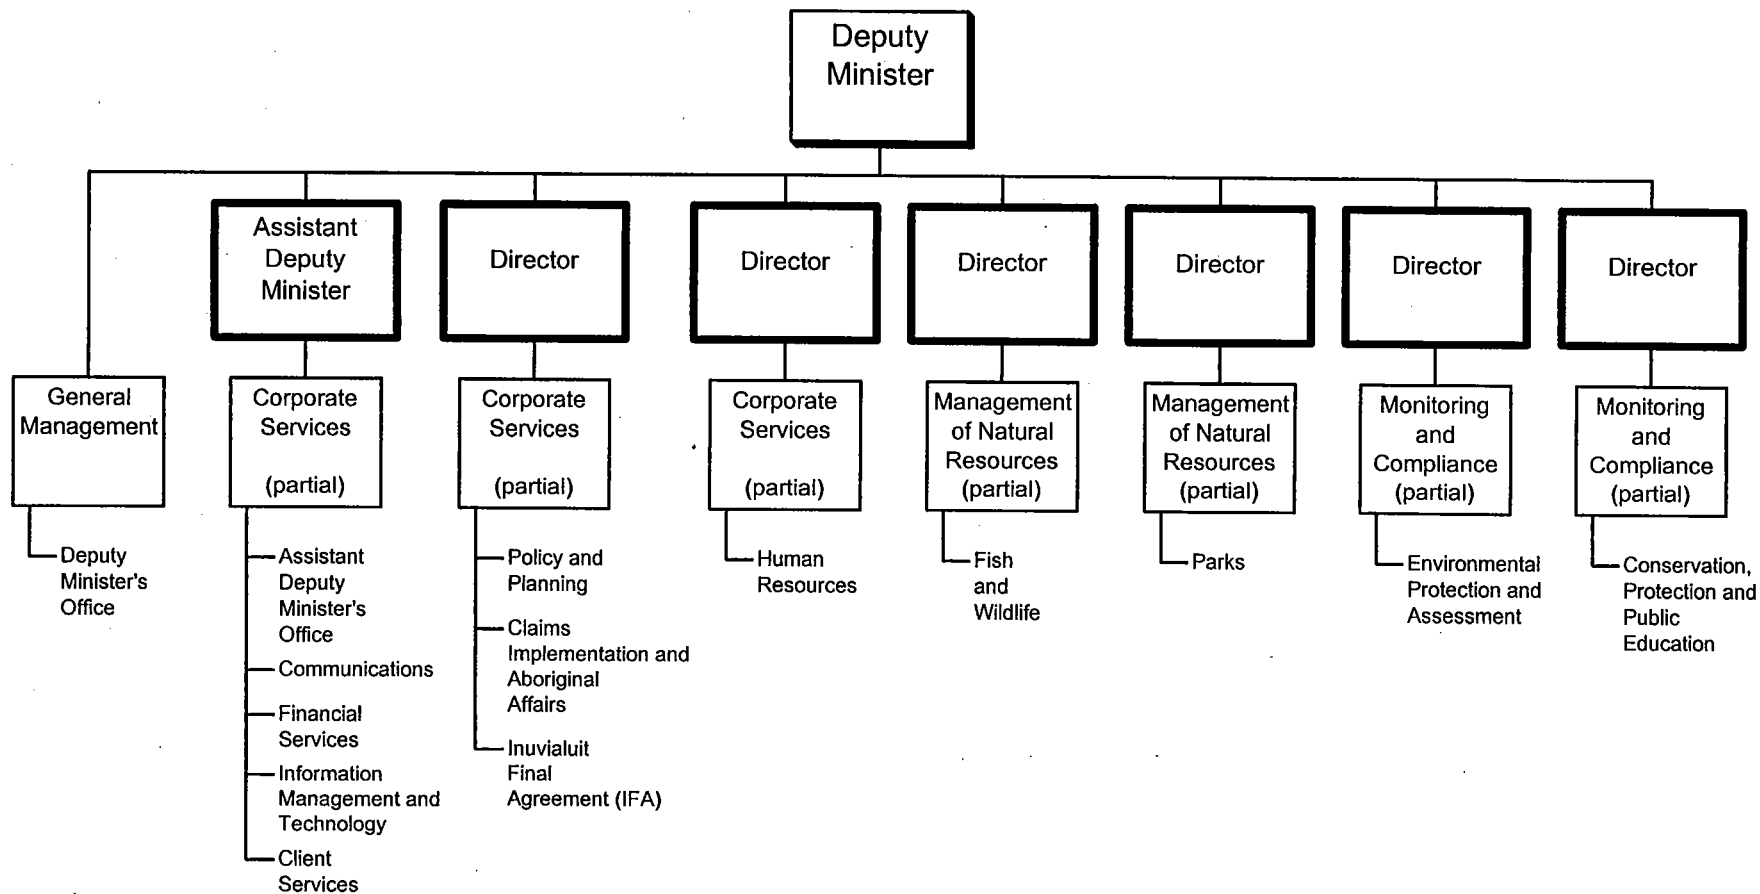 Deputy
Minister
Assistant
Deputy
Minister
Director
Director
Director
Director
Director
Director
General
Management
Corporate
Services
(partial)
Corporate
Services
(partial)
Corporate
Services
(partial)
Management
of Natural
Resources
(partial)
Management
of Natural
Resources
(partial)
Monitoring
and
Compliance
(partial)
Monitoring
and
Compliance
(partial)
Deputy
Minister's
Office
Assistant
Deputy
Minister's
Office
Communications
Financial
Services
Information
Management and
Technology
Client
Services
Policy and
Planning
Claims
Implementation and
Aboriginal
Affairs
Inuvialuit
Final
Agreement (IFA)
Human
Resources
Fish
and
Wildlife
Parks
Environmental
Protection and
Assessment
Conservation,
Protection and
Public
Education